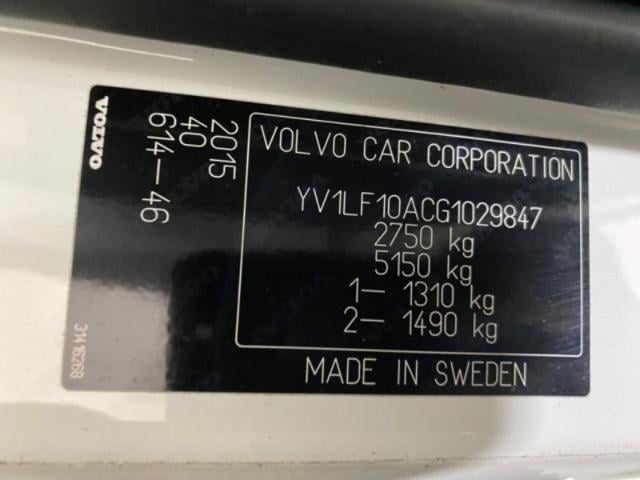 VOLVO
2015
40
614-46
31416268
VOLVO CAR CORPORATION
YV1LF10ACG1029847
2750 kg
5150 kg
1- 1310 kg
2- 1490 kg
MADE IN SWEDEN